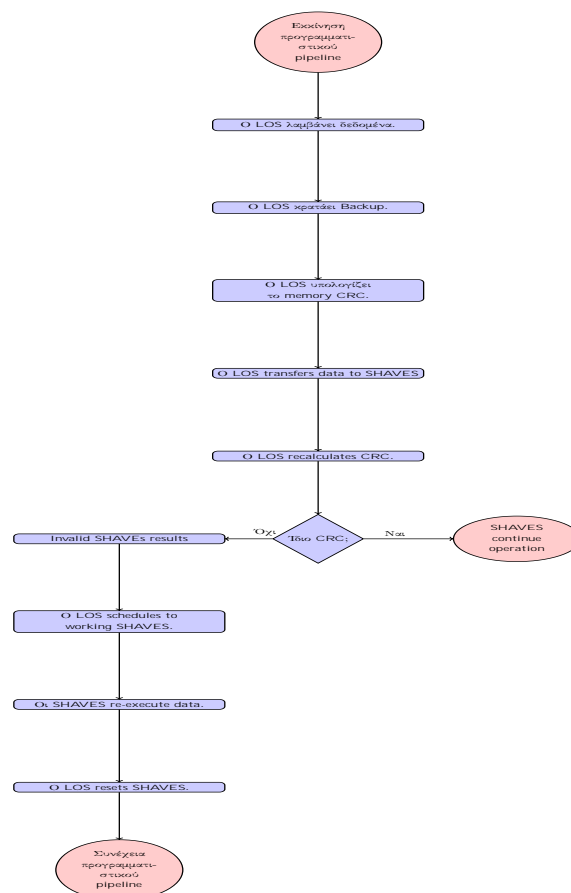 Εκκίνηση
προγραμματι-
στικού
pipeline
Ο LOS λαμβάνει δεδομένα.
Ο LOS κρατάει Backup.
Ο LOS υπολογίζει
το memory CRC.
Ο LOS transfers data to SHAVES
Ο LOS recalculates CRC.
Ίδιο CRC;
Όχι
Ναι
SHAVES
continue
operation
Invalid SHAVEs results
Ο LOS schedules to
working SHAVES.
Οι SHAVES re-execute data.
Ο LOS resets SHAVES.
Συνέχεια
προγραμματι-
στικού
pipeline